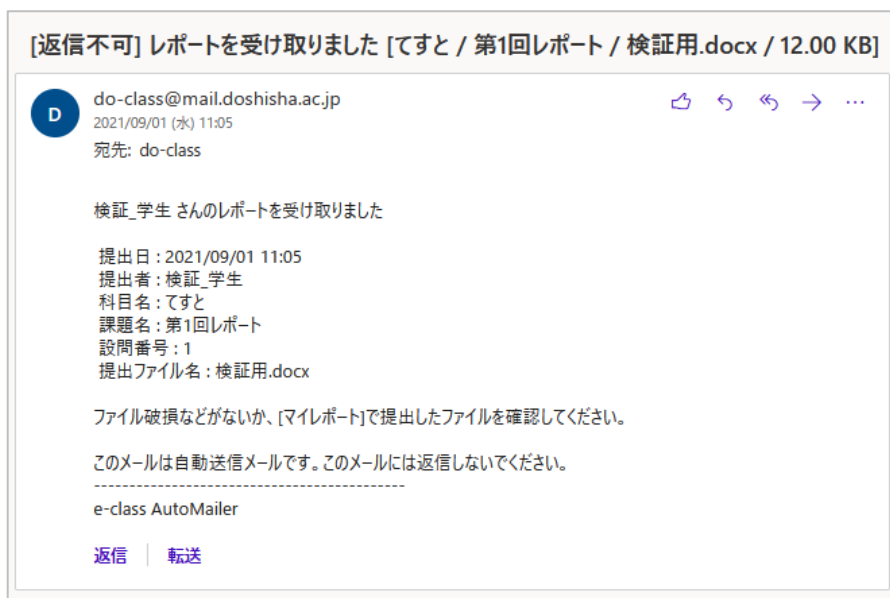 [返信不可] レポートを受け取りました [てすと / 第1回レポート / 検証用.docx / 12.00 KB]
D
do-class@mail.doshisha.ac.jp
2021/09/01 (水) 11:05
宛先: do-class
検証_学生 さんのレポートを受け取りました
提出日 : 2021/09/01 11:05
提出者 : 検証_学生
科目名 : てすと
課題名 : 第1回レポート
設問番号 : 1
提出ファイル名 : 検証用.docx
ファイル破損などがないか、[マイレポート]で提出したファイルを確認してください。
このメールは自動送信メールです。このメールには返信しないでください。
--------------------------------------------
e-class AutoMailer
返信 | 転送